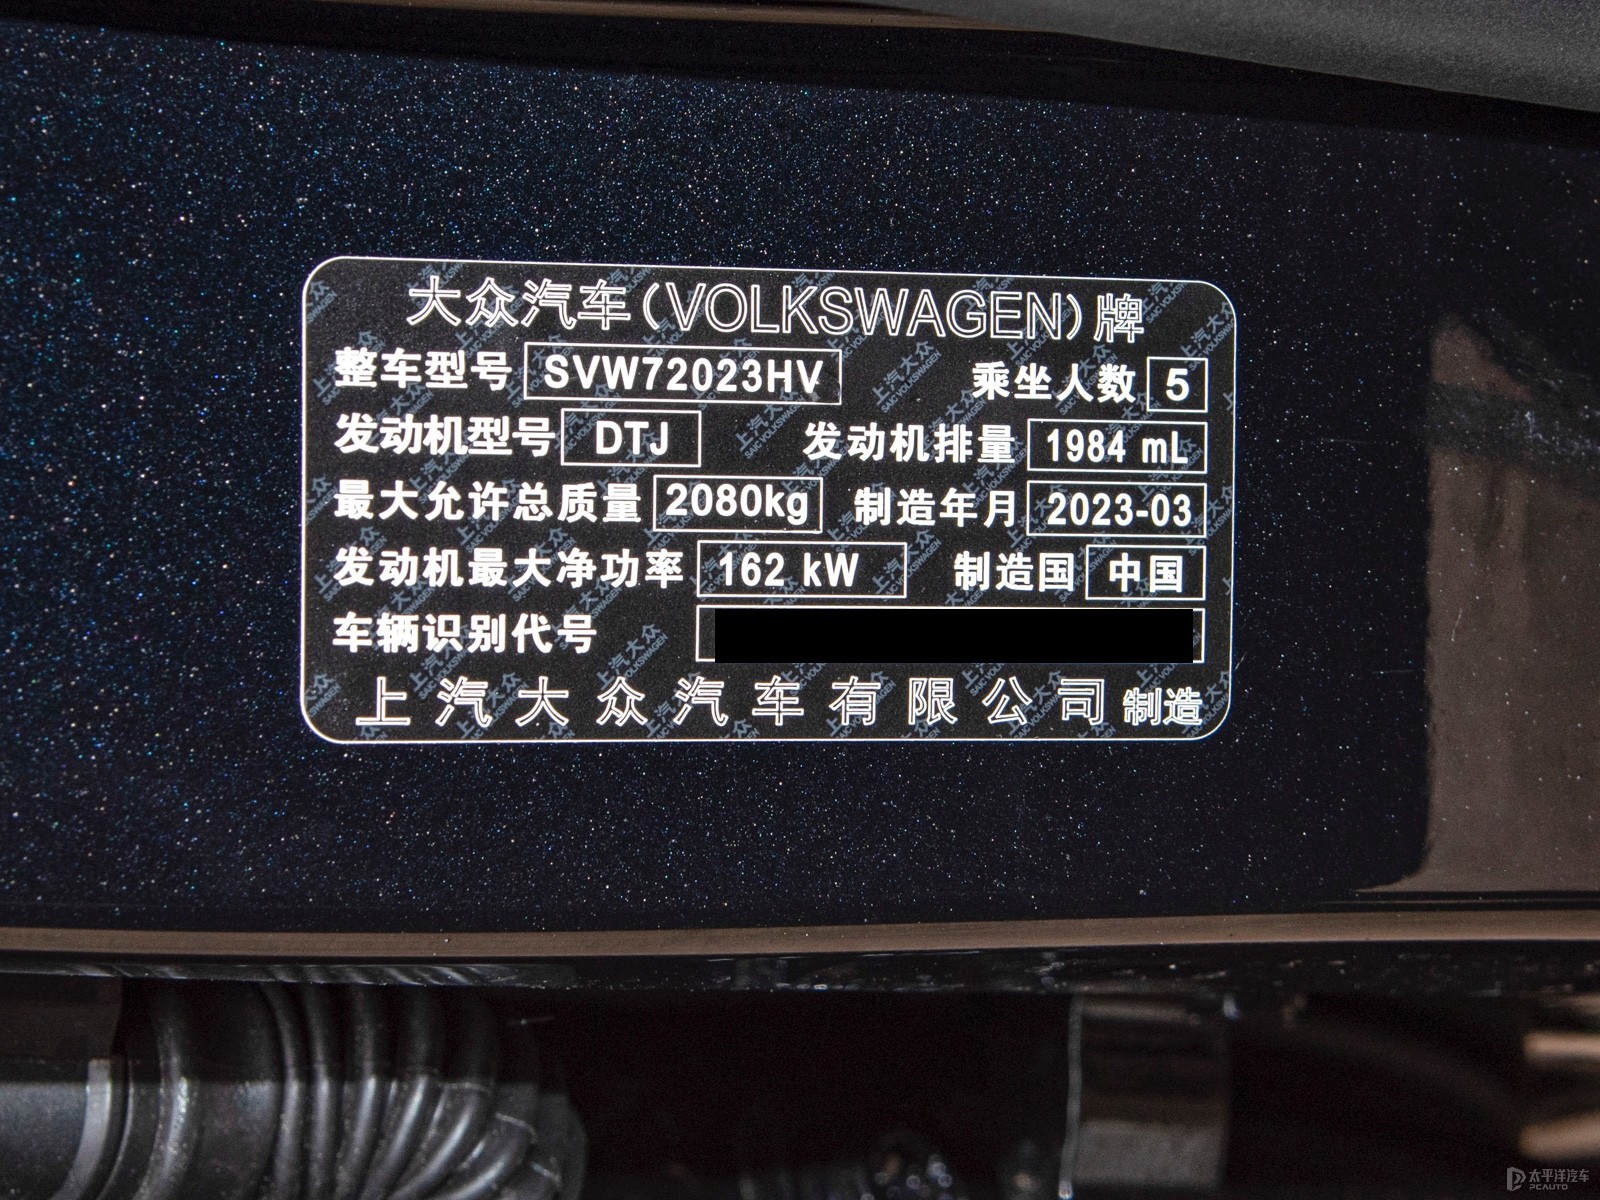 大众汽车(VOLKSWAGEN)牌
整车型号 SVW72023HV 乘坐人数 5
发动机型号 DTJ 发动机排量 1984 mL
最大允许总质量 2080kg 制造年月 2023-03
发动机最大净功率 162 kW 制造国 中国
车辆识别代号
上汽大众汽车有限公司制造
太平洋汽车
PCAUTO